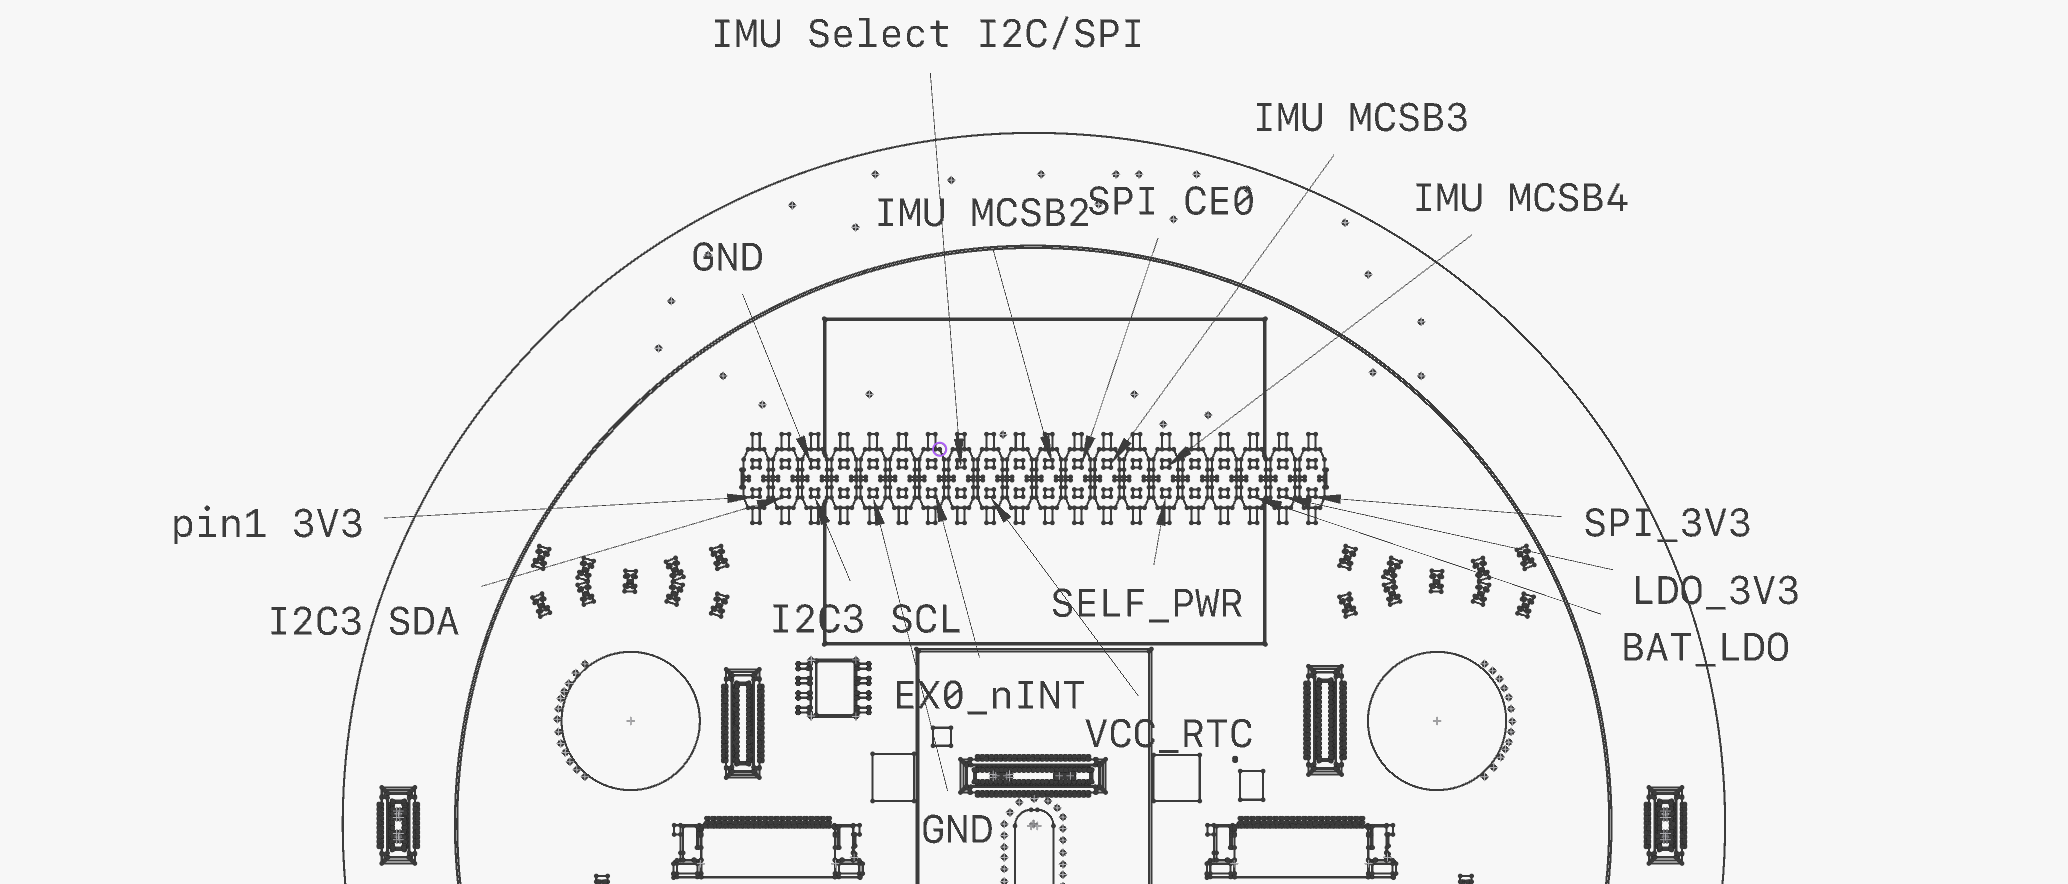 IMU Select I2C/SPI
IMU MCSB3
IMU MCSB4
SPI CE0
IMU MCSB2
GND
pin1 3V3
SPI_3V3
LDO_3V3
SELF_PWR
I2C3 SDA
I2C3 SCL
BAT_LDO
EX0_nINT
VCC_RTC
GND